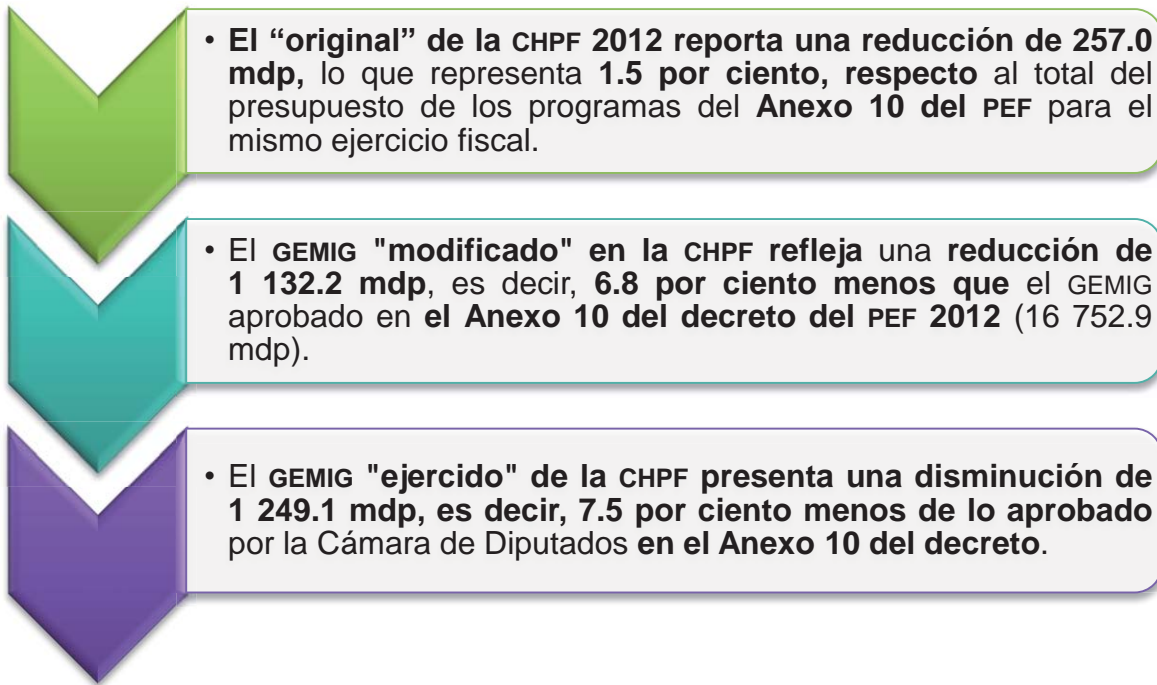 • El “original” de la CHPF 2012 reporta una reducción de 257.0
mdp, lo que representa 1.5 por ciento, respecto al total del
presupuesto de los programas del Anexo 10 del PEF para el
mismo ejercicio fiscal.
• El GEMIG "modificado" en la CHPF refleja una reducción de
1 132.2 mdp, es decir, 6.8 por ciento menos que el GEMIG
aprobado en el Anexo 10 del decreto del PEF 2012 (16 752.9
mdp).
• El GEMIG "ejercido" de la CHPF presenta una disminución de
1 249.1 mdp, es decir, 7.5 por ciento menos de lo aprobado
por la Cámara de Diputados en el Anexo 10 del decreto.